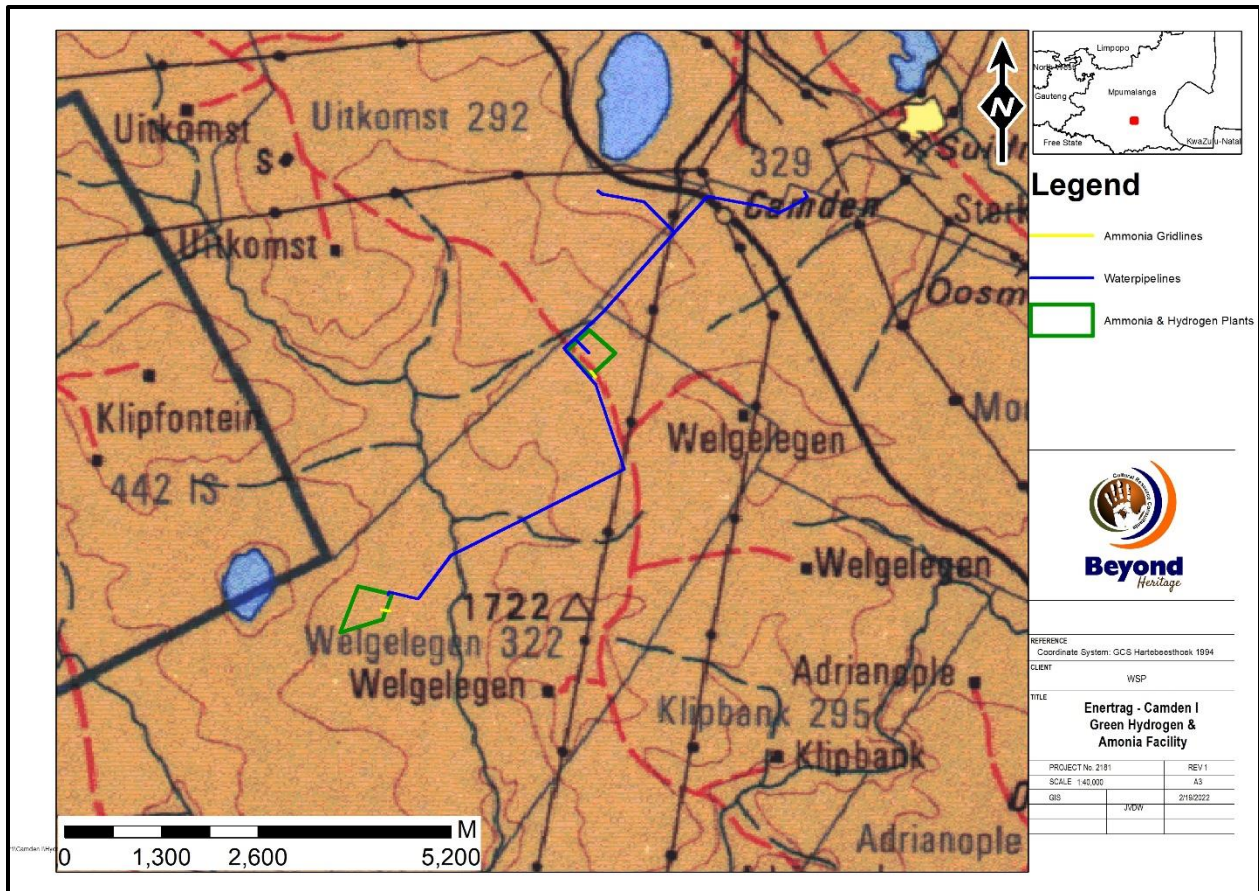 Uitkomst
Uitkomst 292
S
329
Camden
Sterk
Uitkomst
Oosm
Klipfontein
442 IS
Welgelegen
Mo
Welgelegen
1722
Welgelegen 322
Welgelegen
Adrianople
Klipbank 295
Klipbank
Adrianople
M
0 1,300 2,600 5,200
N
Limpopo
North West
Gauteng
Mpumalanga
Free State
KwaZulu-Natal
Legend
Ammonia Gridlines
Waterpipelines
Ammonia & Hydrogen Plants
Beyond
Heritage
REFERENCE
Coordinate System: GCS Hartebeesthoek 1994
CLIENT
WSP
TITLE
Enertrag - Camden I
Green Hydrogen &
Amonia Facility
PROJECT No. 2181 REV 1
SCALE 1:40,000 A3
GIS 2/19/2022
JVDW